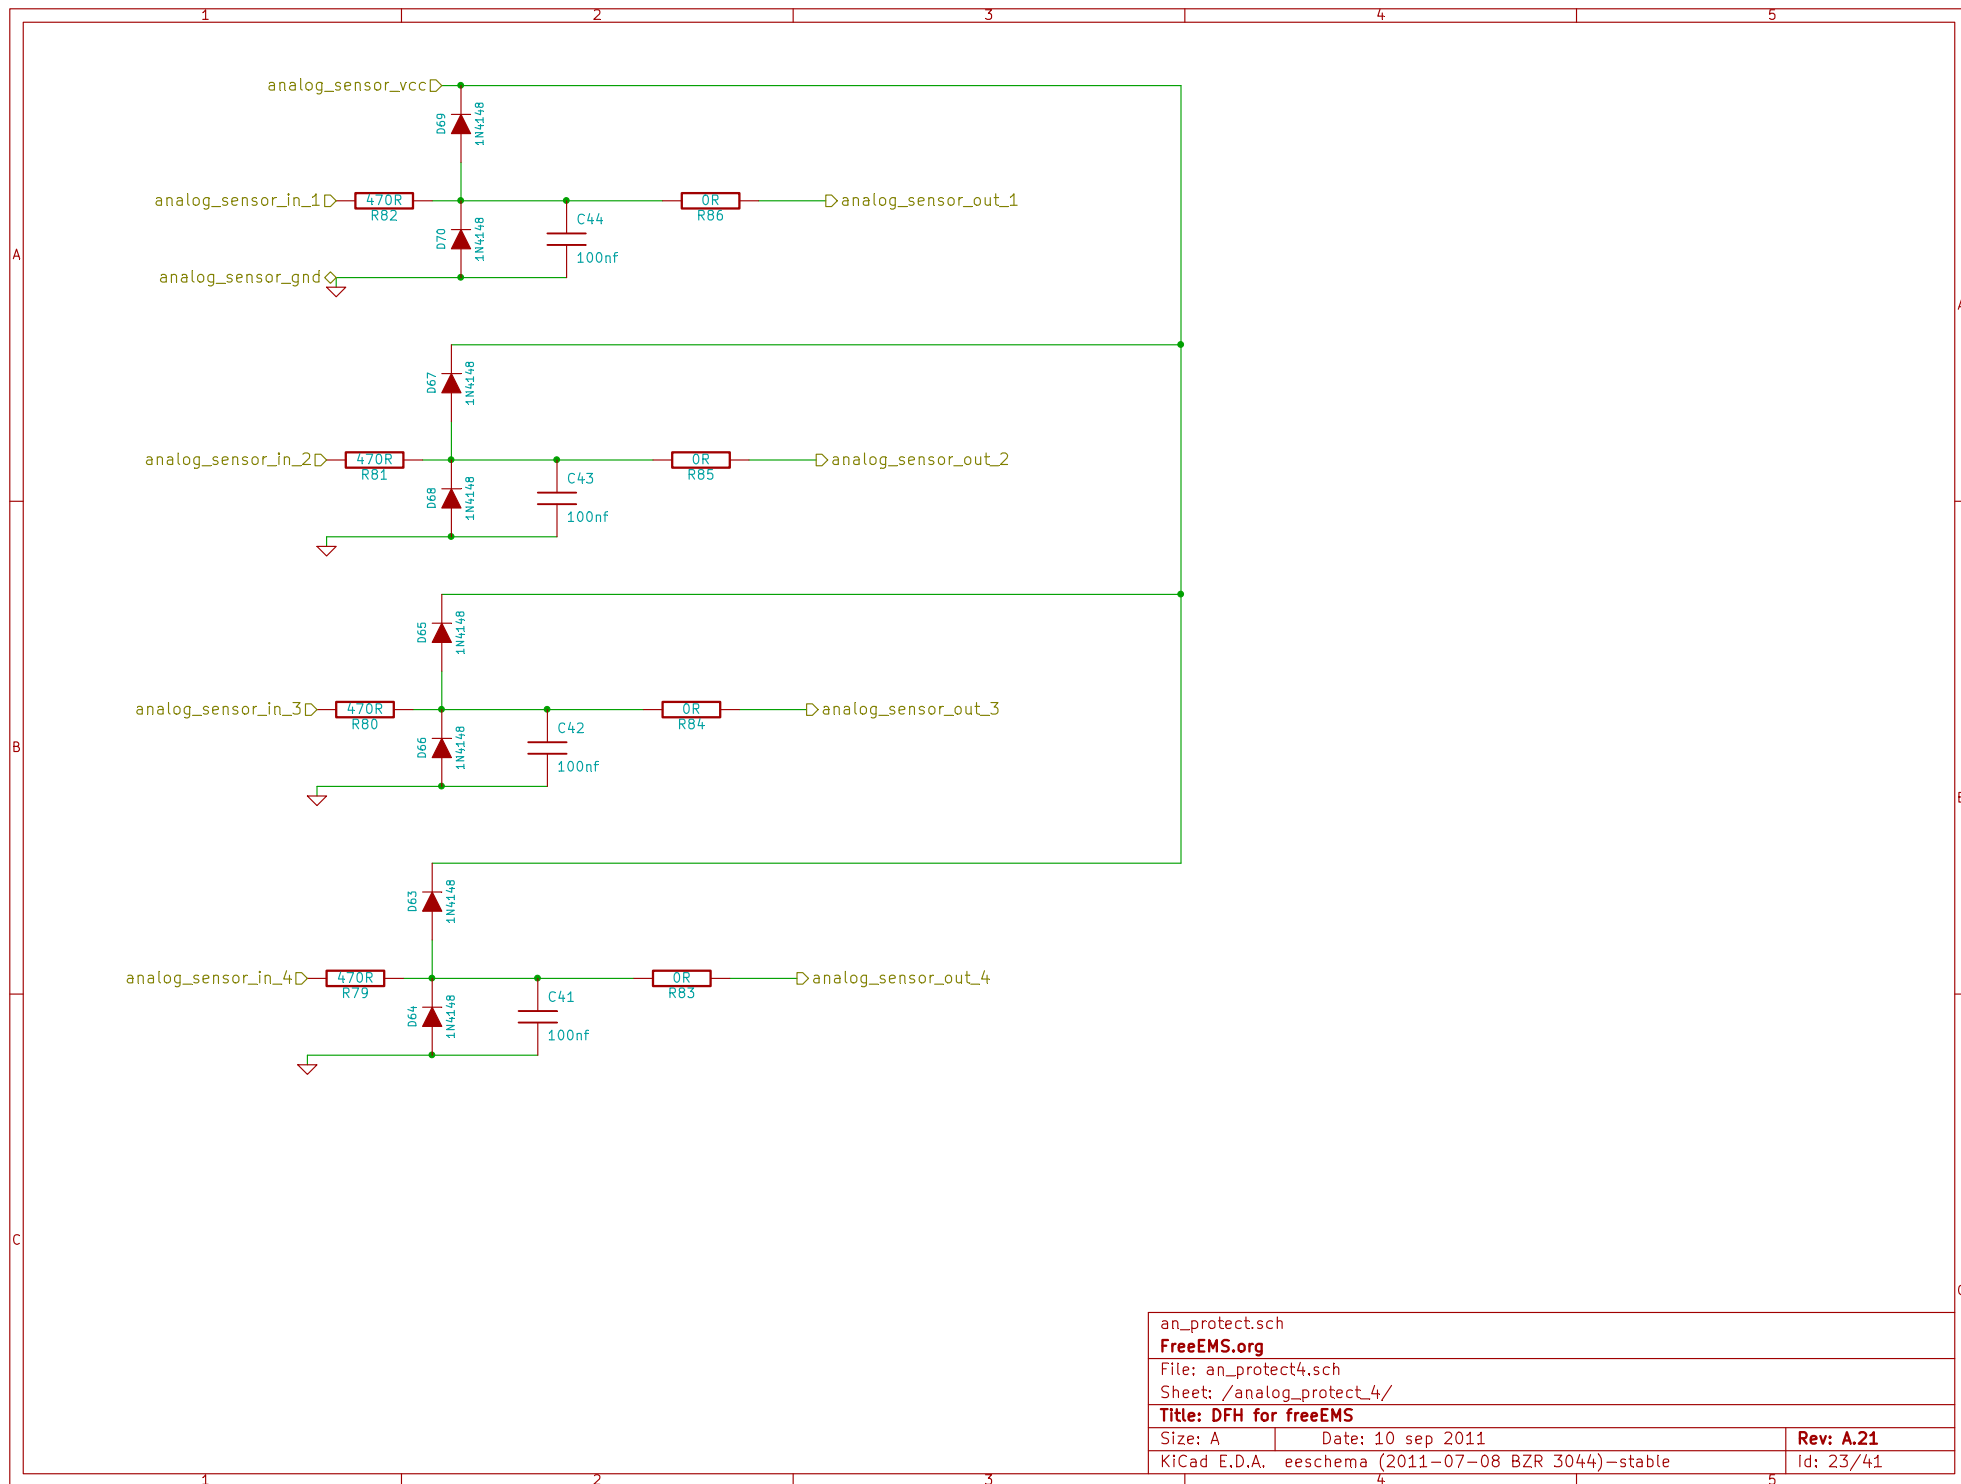 1 2 3 4 5
analog_sensor_vcc
D69 1N4148
analog_sensor_in_1 470R 0R analog_sensor_out_1
R82 R86
C44
D70 1N4148
100nf
A
analog_sensor_gnd
A
D67 1N4148
analog_sensor_in_2 470R 0R analog_sensor_out_2
R81 R85
C43
D68 1N4148
100nf
D65 1N4148
analog_sensor_in_3 470R 0R analog_sensor_out_3
R80 R84
C42
D66 1N4148
B
100nf
D63 1N4148
analog_sensor_in_4 470R 0R analog_sensor_out_4
R79 R83
C41
D64 1N4148
100nf
C
an_protect.sch
FreeEMS.org
File: an_protect4.sch
Sheet: /analog_protect_4/
Title: DFH for freeEMS
Size: A Date: 10 sep 2011 Rev: A.21
KiCad E.D.A. eeschema (2011-07-08 BZR 3044)-stable Id: 23/41
1 2 3 4 5